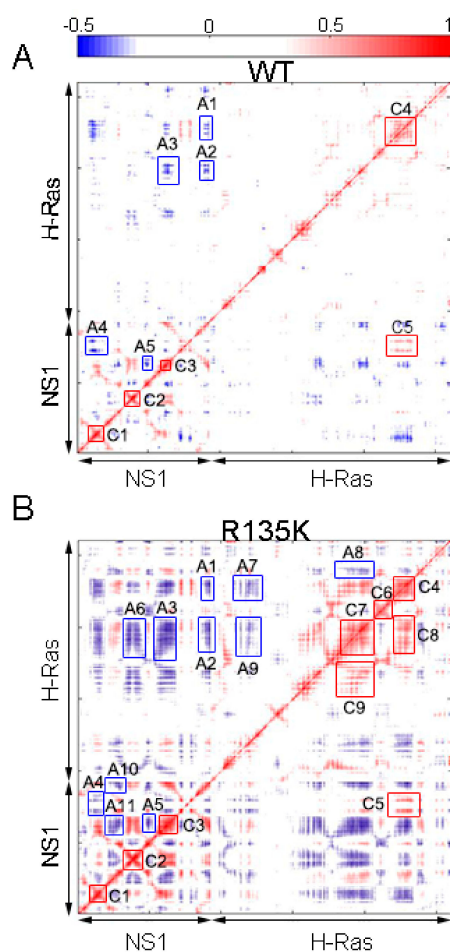 -0.5 0 0.5 1
A WT
A1
C4
A3
A2
H-Ras
A4
A5
C5
C3
NS1
C2
C1
NS1 H-Ras
B R135K
A8
A1 A7
C6 C4
A6 A3
C7
C8
H-Ras
A2 A9
C9
A10
A4
C5
A11 A5
C3
NS1
C2
C1
NS1 H-Ras